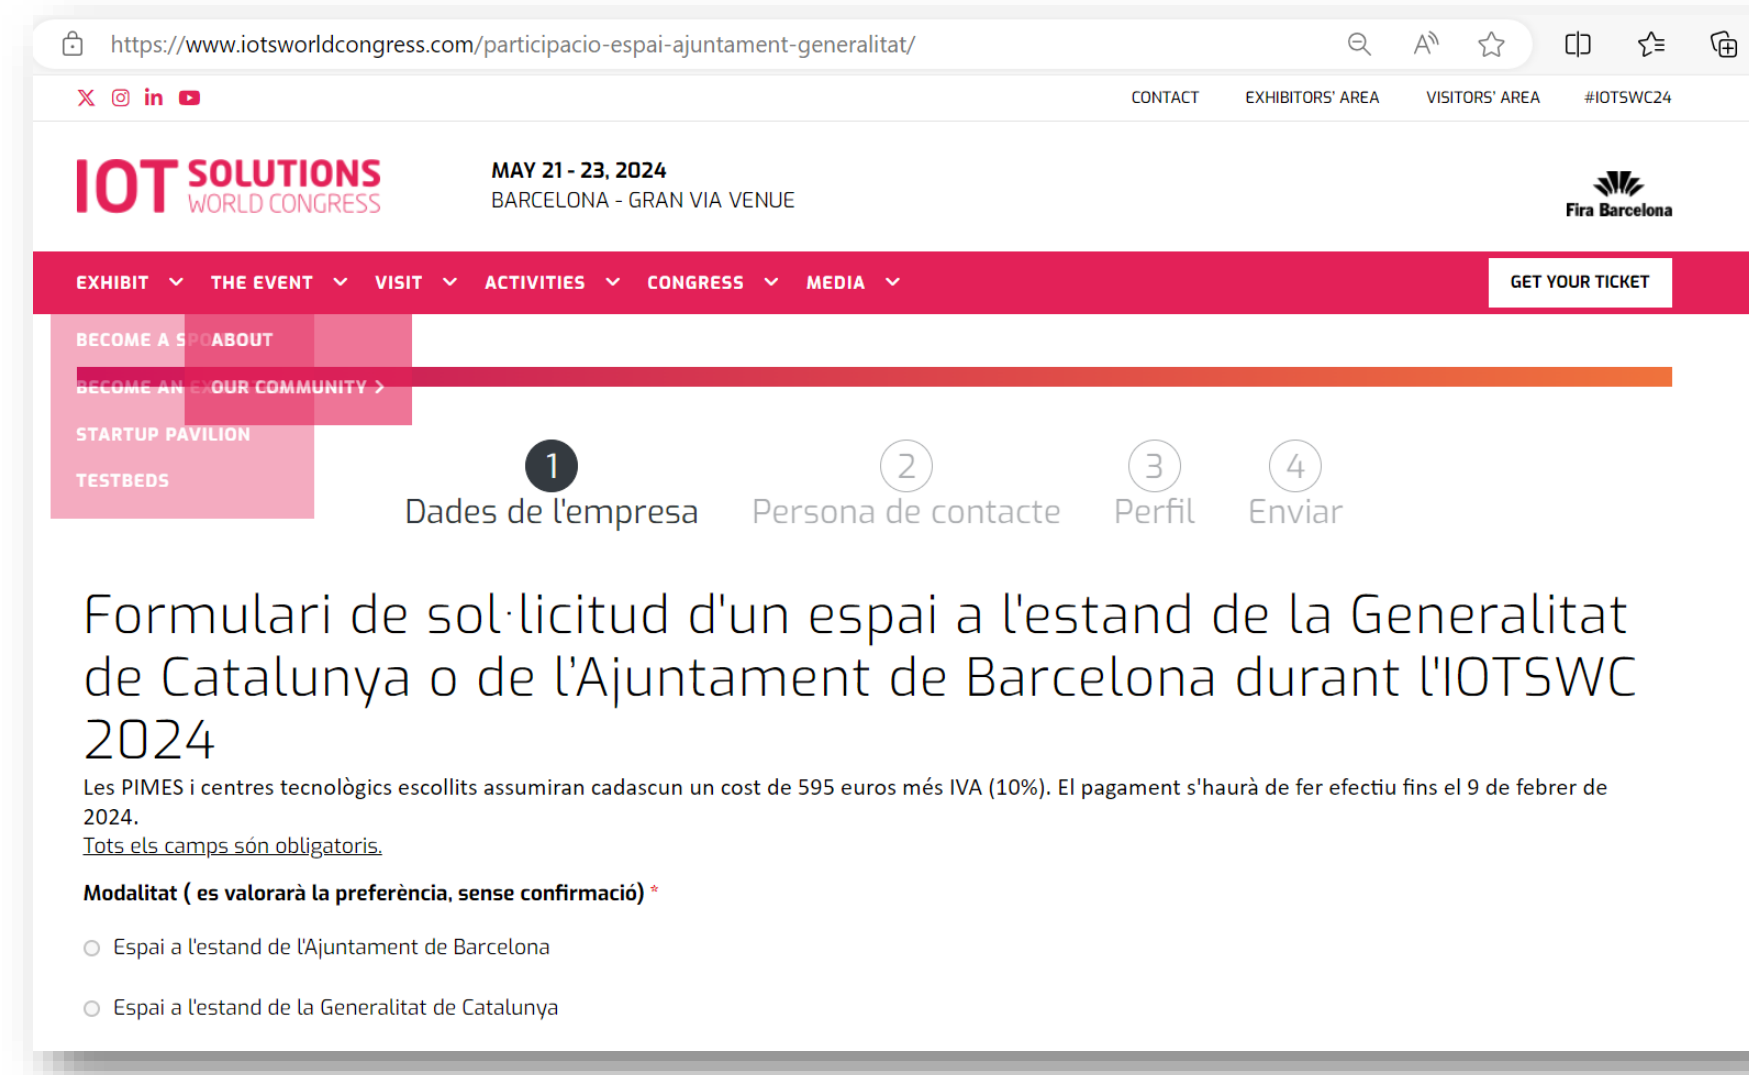 https://www.iotsworldcongress.com/participacio-espai-ajuntament-generalitat/
CONTACT EXHIBITORS' AREA VISITORS' AREA #IOTSWC24
IOT SOLUTIONS WORLD CONGRESS
MAY 21 - 23, 2024
BARCELONA - GRAN VIA VENUE
Fira Barcelona
EXHIBIT THE EVENT VISIT ACTIVITIES CONGRESS MEDIA GET YOUR TICKET
BECOME A ABOUT
BECOME AN OUR COMMUNITY >
STARTUP PAVILION
TESTBEDS
1 2 3 4
Dades de l'empresa Persona de contacte Perfil Enviar
Formulari de sol·licitud d'un espai a l'estand de la Generalitat
de Catalunya o de l'Ajuntament de Barcelona durant l'IOTSWC
2024
Les PIMES i centres tecnològics escollits assumiran cadascun un cost de 595 euros més IVA (10%). El pagament s'haurà de fer efectiu fins el 9 de febrer de
2024.
Tots els camps són obligatoris.
Modalitat ( es valorarà la preferència, sense confirmació) *
Espai a l'estand de l'Ajuntament de Barcelona
Espai a l'estand de la Generalitat de Catalunya